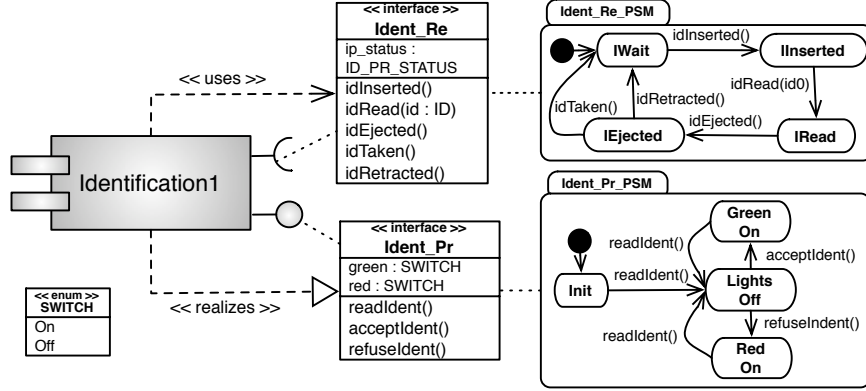 << interface >>
Ident_Re
ip_status :
ID_PR_STATUS
idInserted()
idRead(id : ID)
idEjected()
idTaken()
idRetracted()
<< uses >>
Identification1
<< realizes >>
<< enum >>
SWITCH
On
Off
<< interface >>
Ident_Pr
green : SWITCH
red : SWITCH
readIdent()
acceptIdent()
refuseIdent()
Ident_Re_PSM
IWait
idInserted()
IInserted
idRead(id0)
idTaken()
idRetracted()
IEjected
idEjected()
IRead
Ident_Pr_PSM
Green
On
readIdent()
acceptIdent()
Init
readIdent()
Lights
Off
readIdent()
refuseIndent()
Red
On